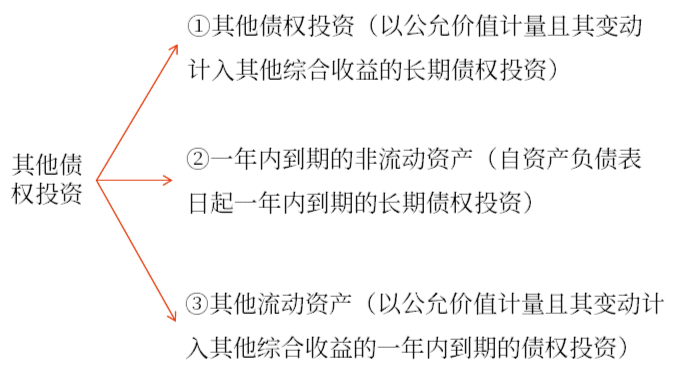 ①其他债权投资（以公允价值计量且其变动
计入其他综合收益的长期债权投资）
其他债
权投资
②一年内到期的非流动资产（自资产负债表
日起一年内到期的长期债权投资）
③其他流动资产（以公允价值计量且其变动计
入其他综合收益的一年内到期的债权投资）